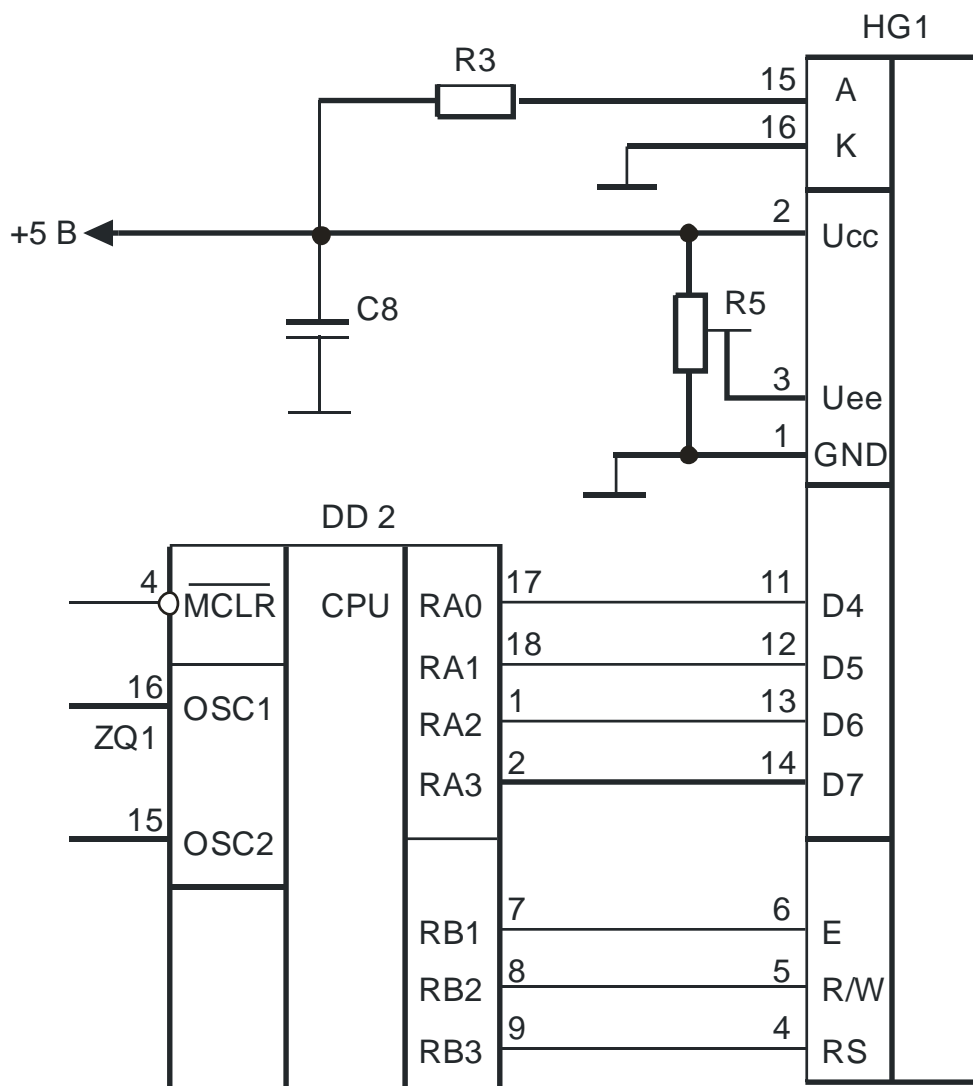 HG1
R3
15
A
16
K
+5 В
2
Ucc
C8
R5
3
Uee
1
GND
DD 2
4
MCLR
CPU
RA0
17
11
D4
RA1
18
12
D5
16
OSC1
ZQ1
RA2
1
13
D6
RA3
2
14
D7
15
OSC2
RB1
7
6
E
RB2
8
5
R/W
RB3
9
4
RS